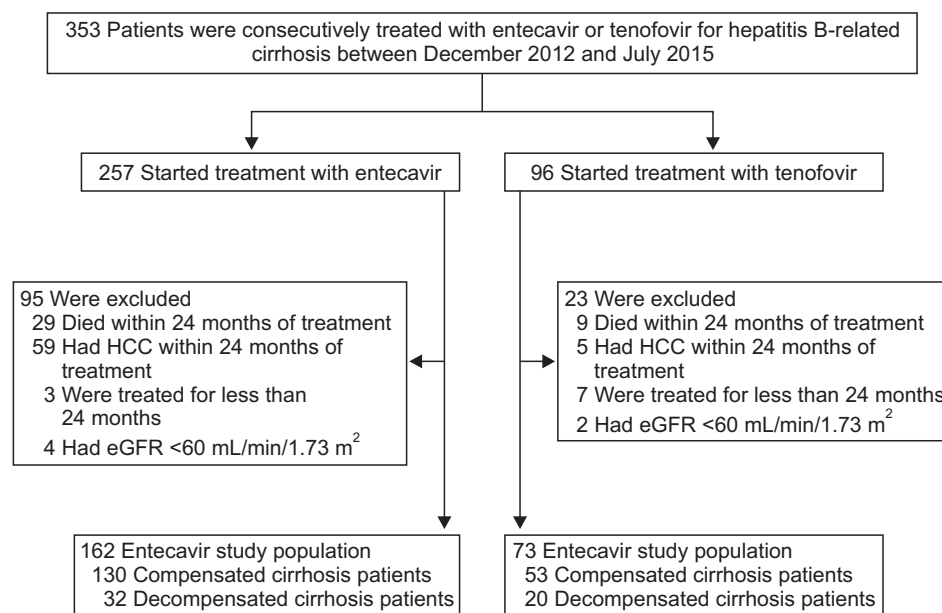 353 Patients were consecutively treated with entecavir or tenofovir for hepatitis B-related
cirrhosis between December 2012 and July 2015
257 Started treatment with entecavir
96 Started treatment with tenofovir
95 Were excluded
29 Died within 24 months of treatment
59 Had HCC within 24 months of
treatment
3 Were treated for less than
24 months
4 Had eGFR <60 mL/min/1.73 m²
23 Were excluded
9 Died within 24 months of treatment
5 Had HCC within 24 months of
treatment
7 Were treated for less than 24 months
2 Had eGFR <60 mL/min/1.73 m²
162 Entecavir study population
130 Compensated cirrhosis patients
32 Decompensated cirrhosis patients
73 Entecavir study population
53 Compensated cirrhosis patients
20 Decompensated cirrhosis patients